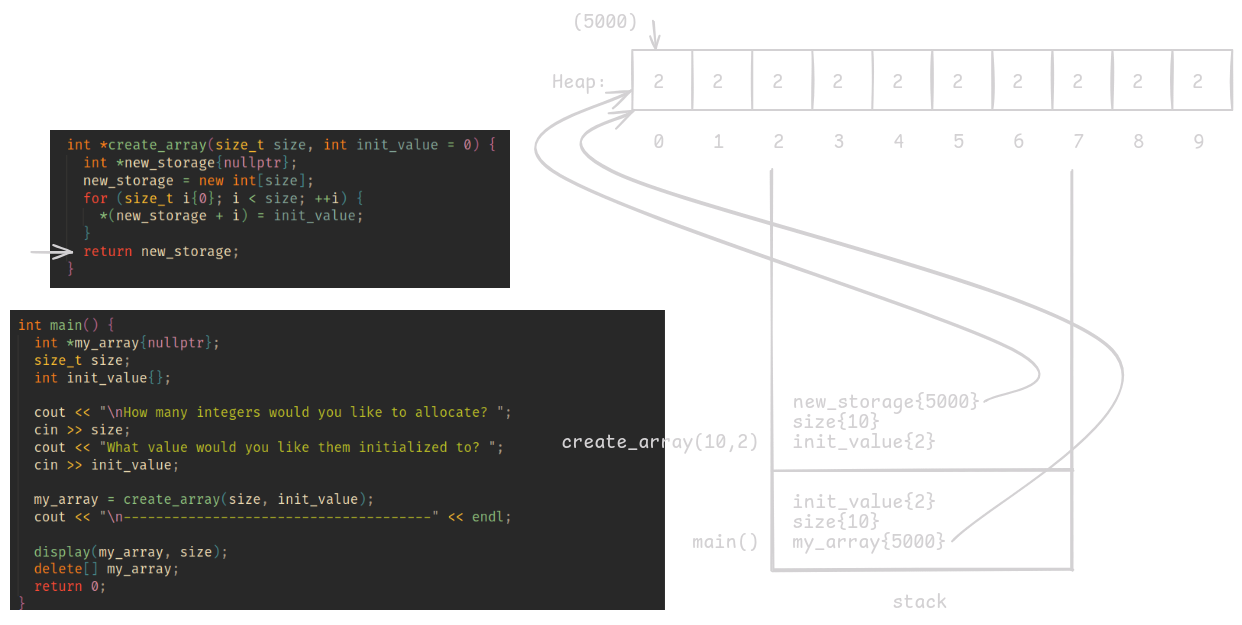 (5000)
Heap: 2 2 2 2 2 2 2 2 2 2
0 1 2 3 4 5 6 7 8 9
int *create_array(size_t size, int init_value = 0) {
  int *new_storage{nullptr};
  new_storage = new int[size];
  for (size_t i{0}; i < size; ++i) {
    *(new_storage + i) = init_value;
  }
  return new_storage;
}
int main() {
  int *my_array{nullptr};
  size_t size;
  int init_value{};
  cout << "\nHow many integers would you like to allocate? ";
  cin >> size;
  cout << "What value would you like them initialized to? ";
  cin >> init_value;
  my_array = create_array(size, init_value);
  cout << "\n--------------------------------------" << endl;
  display(my_array, size);
  delete[] my_array;
  return 0;
}
new_storage{5000}
size{10}
create_array(10,2) init_value{2}
init_value{2}
size{10}
main() my_array{5000}
stack